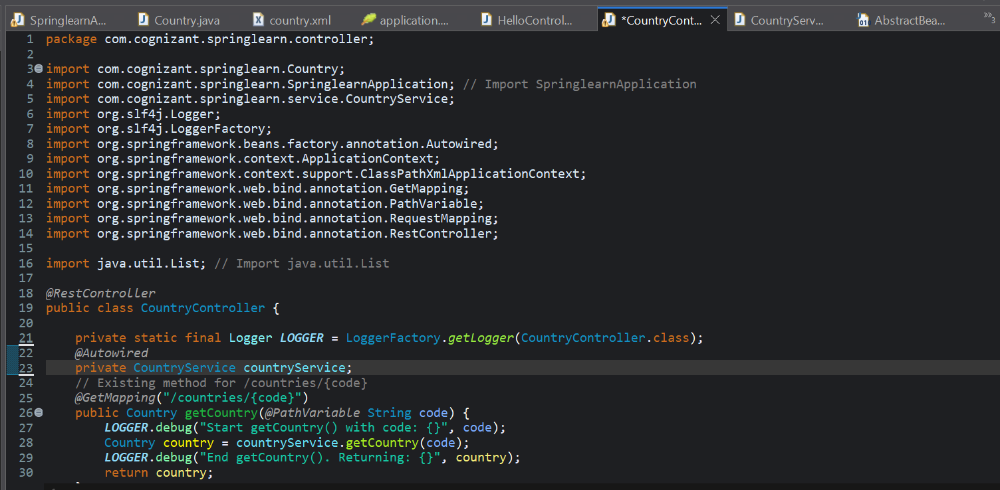 SpringlearnA... Country.java country.xml application.... HelloControl... *CountryCont... CountryServ... AbstractBea... »3
1 package com.cognizant.springlearn.controller;
2
3 import com.cognizant.springlearn.Country;
4 import com.cognizant.springlearn.SpringlearnApplication; // Import SpringlearnApplication
5 import com.cognizant.springlearn.service.CountryService;
6 import org.slf4j.Logger;
7 import org.slf4j.LoggerFactory;
8 import org.springframework.beans.factory.annotation.Autowired;
9 import org.springframework.context.ApplicationContext;
10 import org.springframework.context.support.ClassPathXmlApplicationContext;
11 import org.springframework.web.bind.annotation.GetMapping;
12 import org.springframework.web.bind.annotation.PathVariable;
13 import org.springframework.web.bind.annotation.RequestMapping;
14 import org.springframework.web.bind.annotation.RestController;
15
16 import java.util.List; // Import java.util.List
17
18 @RestController
19 public class CountryController {
20
21     private static final Logger LOGGER = LoggerFactory.getLogger(CountryController.class);
22     @Autowired
23     private CountryService countryService;
24     // Existing method for /countries/{code}
25     @GetMapping("/countries/{code}")
26     public Country getCountry(@PathVariable String code) {
27         LOGGER.debug("Start getCountry() with code: {}", code);
28         Country country = countryService.getCountry(code);
29         LOGGER.debug("End getCountry(). Returning: {}", country);
30         return country;